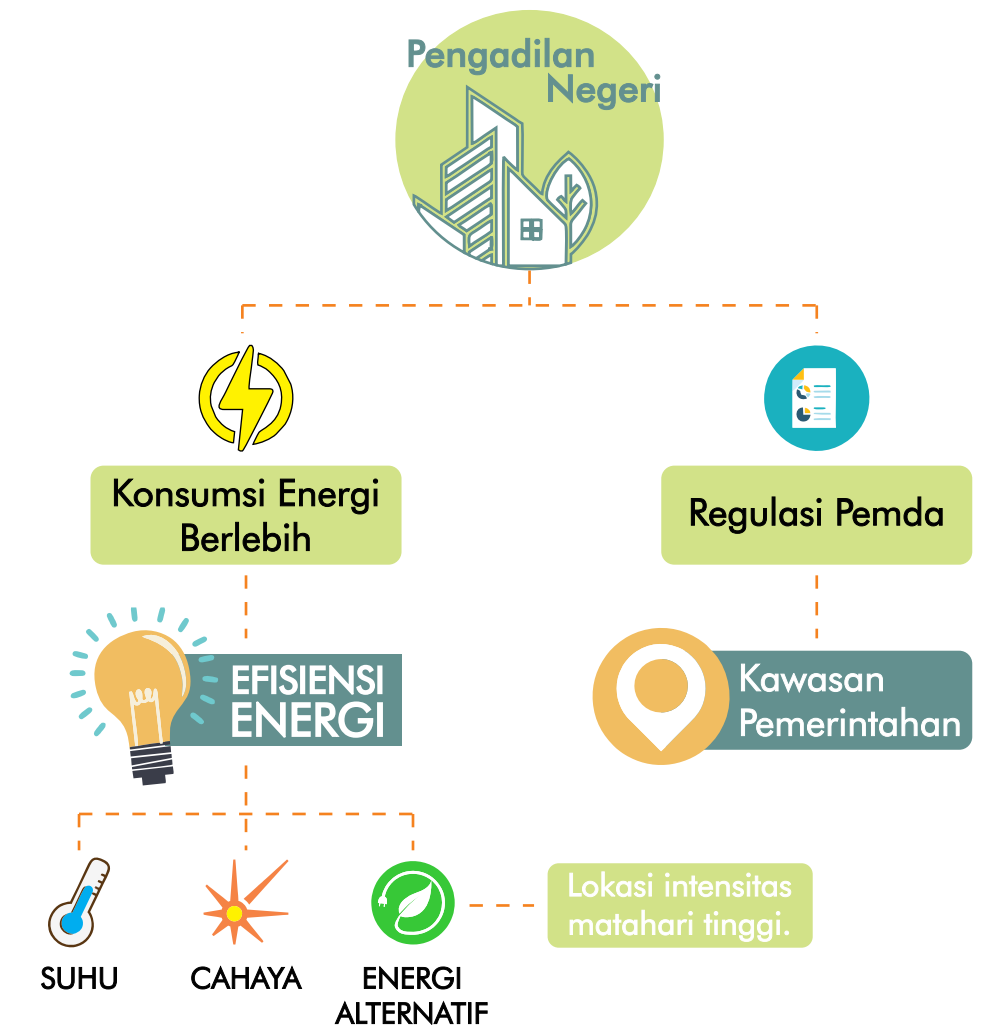 Pengadilan
Negeri
Konsumsi Energi
Berlebih
Regulasi Pemda
EFISIENSI
ENERGI
Kawasan
Pemerintahan
SUHU
CAHAYA
ENERGI
ALTERNATIF
Lokasi intensitas
matahari tinggi.